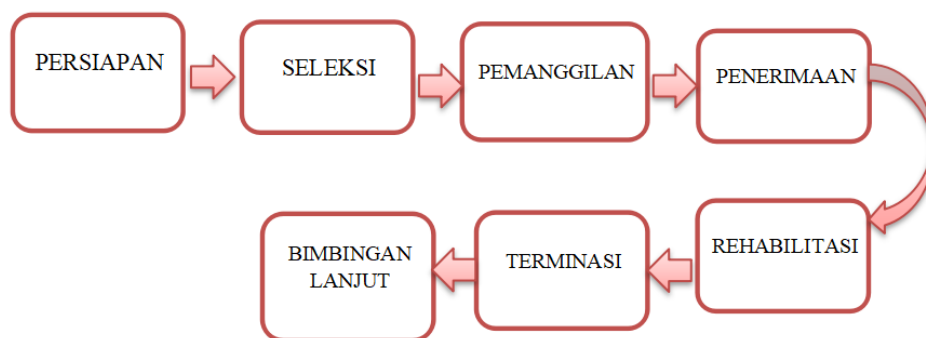 PERSIAPAN
SELEKSI
PEMANGGILAN
PENERIMAAN
REHABILITASI
TERMINASI
BIMBINGAN
LANJUT